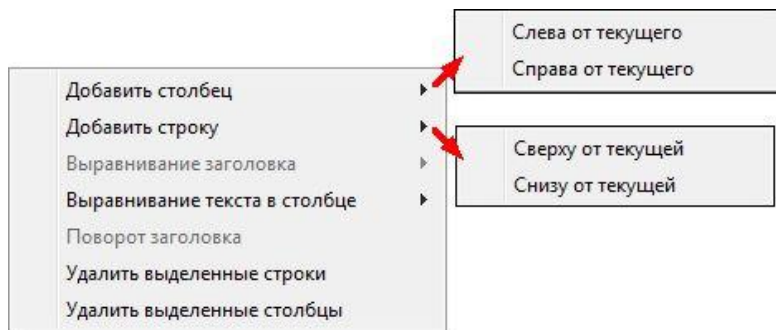 Добавить столбец
Добавить строку
Выравнивание заголовка
Выравнивание текста в столбце
Поворот заголовка
Удалить выделенные строки
Удалить выделенные столбцы
Слева от текущего
Справа от текущего
Сверху от текущей
Снизу от текущей